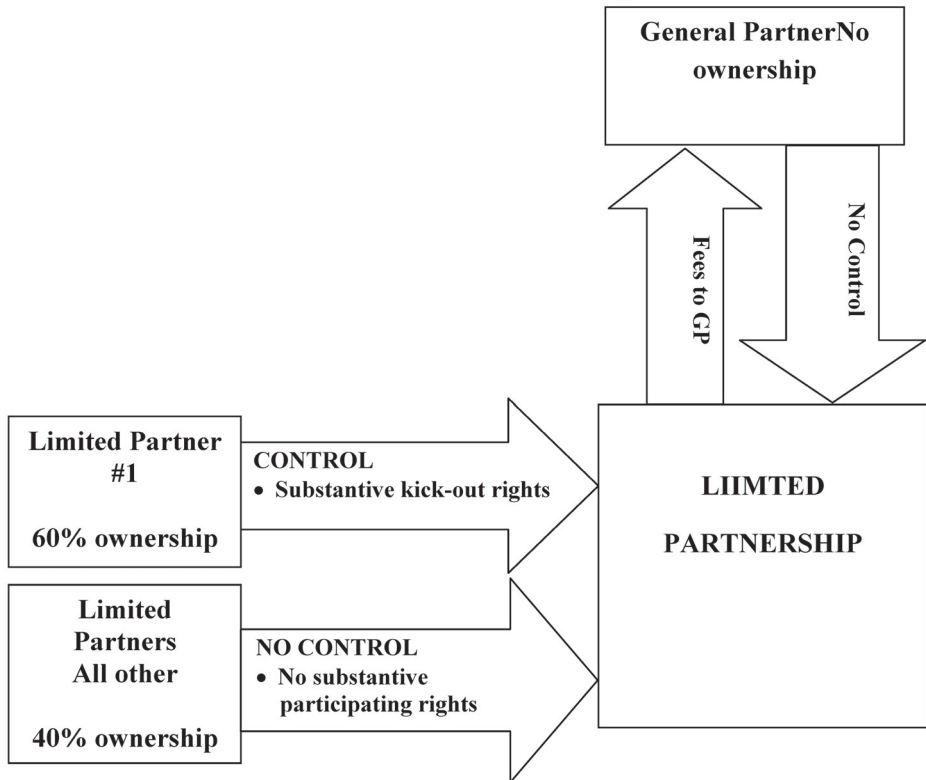 General PartnerNo
ownership
Fees to GP
No Control
Limited Partner
#1
60% ownership
CONTROL
• Substantive kick-out rights
LIIMTED
PARTNERSHIP
Limited
Partners
All other
40% ownership
NO CONTROL
• No substantive
participating rights